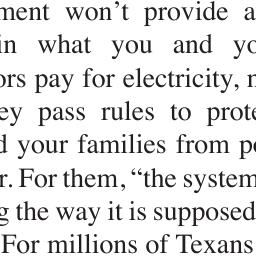 ment won't provide a
in what you and yo
ors pay for electricity, 
ey pass rules to prote
d your families from po
r. For them, “the system
g the way it is supposed
For millions of Texans